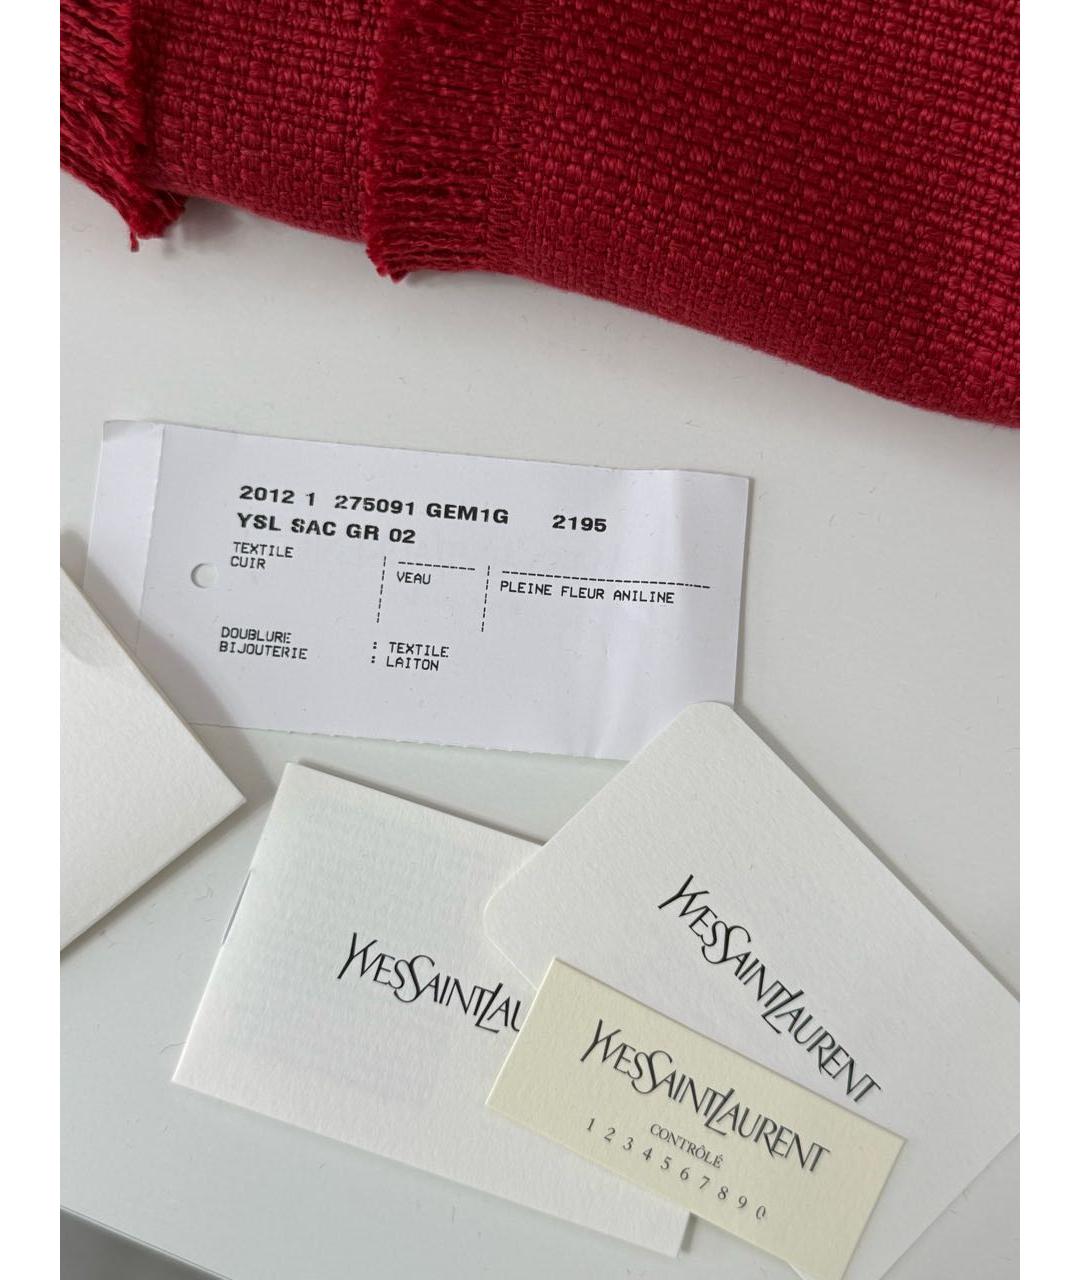 2012 1 275091 GEM1G 2195
YSL SAC GR 02
TEXTILE
CUIR VEAU PLEINE FLEUR ANILINE
DOUBLURE : TEXTILE
BIJOUTERIE : LAITON
YVESSAINTLAU
YVESSAINTLAURENT
YVESSAINTLAURENT
CONTRÔLÉ
1 2 3 4 5 6 7 8 9 0